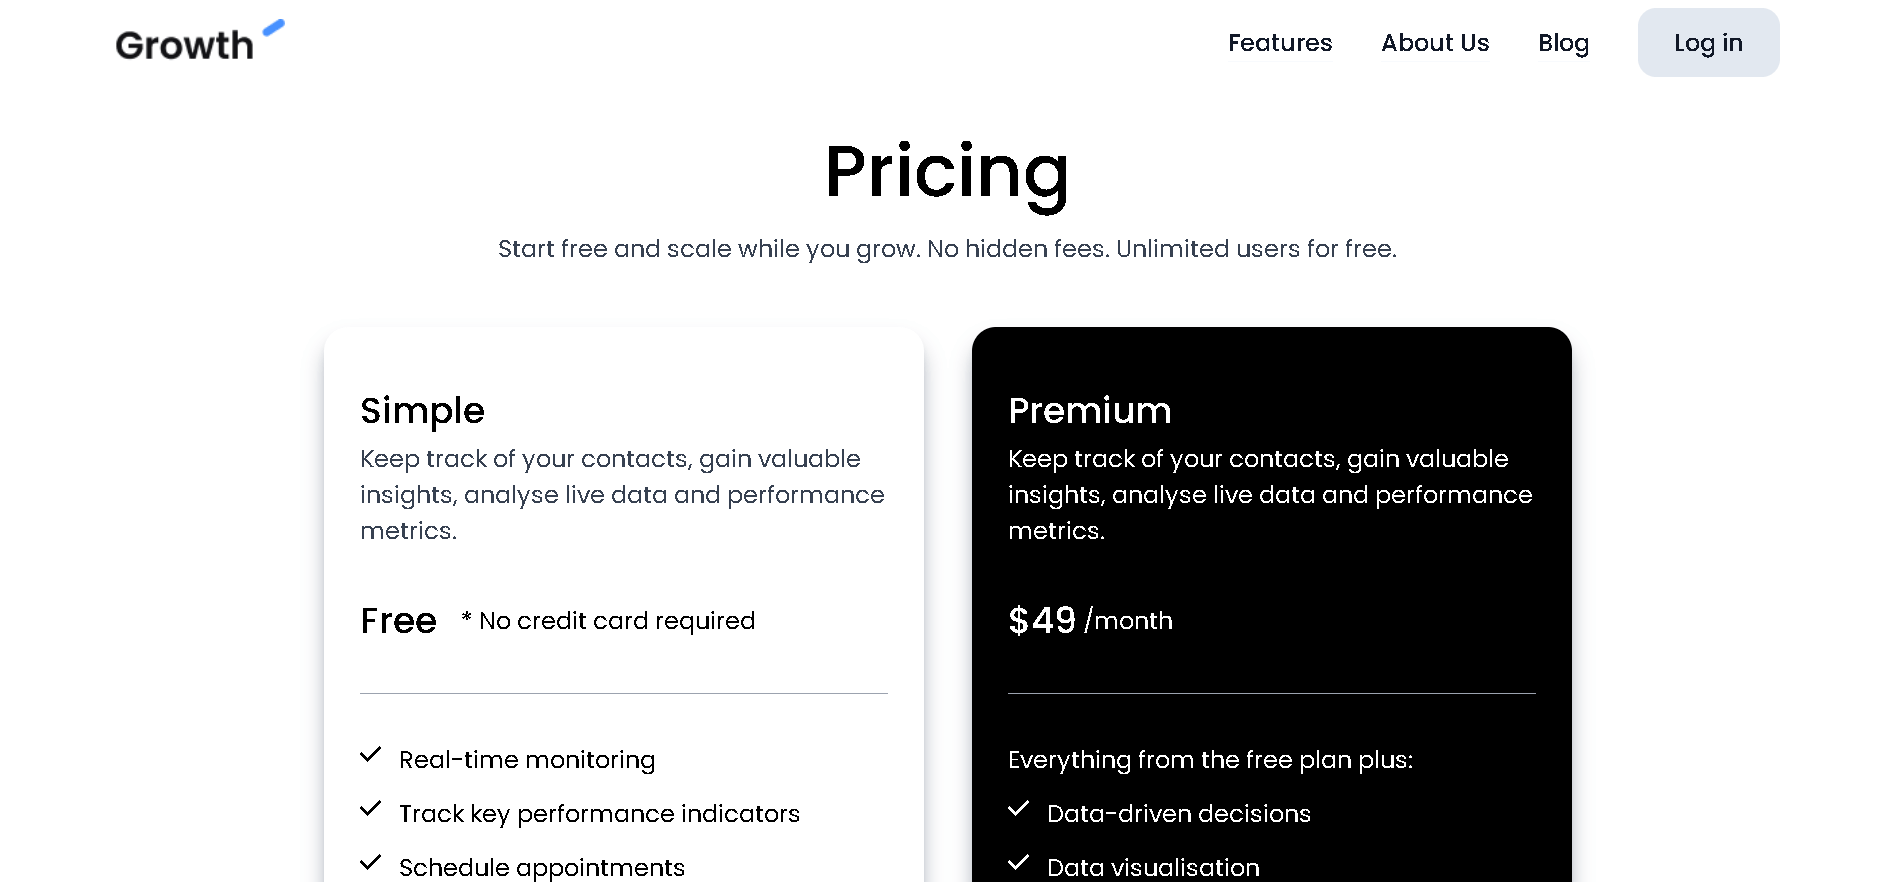 Growth
Features
About Us
Blog
Log in
Pricing
Start free and scale while you grow. No hidden fees. Unlimited users for free.
Simple
Keep track of your contacts, gain valuable
insights, analyse live data and performance
metrics.
Free * No credit card required
Real-time monitoring
Track key performance indicators
Schedule appointments
Premium
Keep track of your contacts, gain valuable
insights, analyse live data and performance
metrics.
$49 /month
Everything from the free plan plus:
Data-driven decisions
Data visualisation